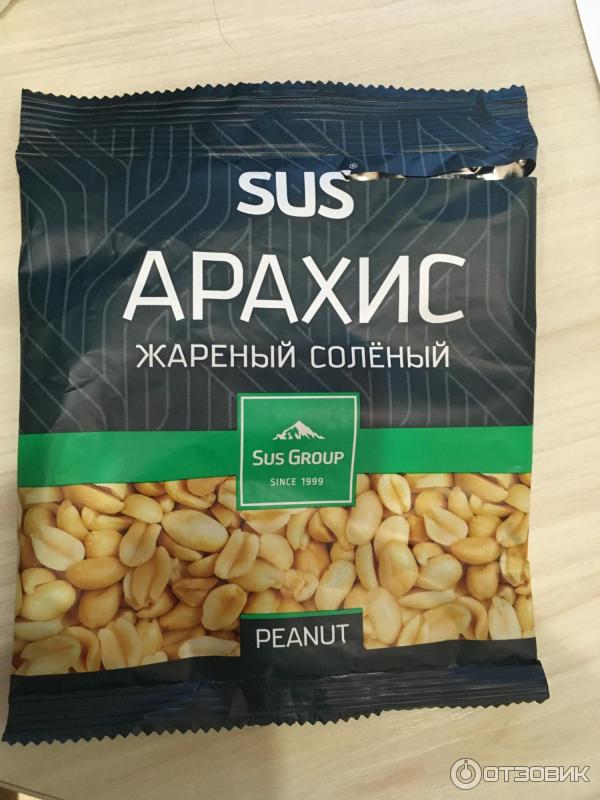 SUS®
АРАХИС
ЖАРЕНЫЙ СОЛЁНЫЙ
SUS GROUP
SINCE 1999
PEANUT
ОТЗОВИК